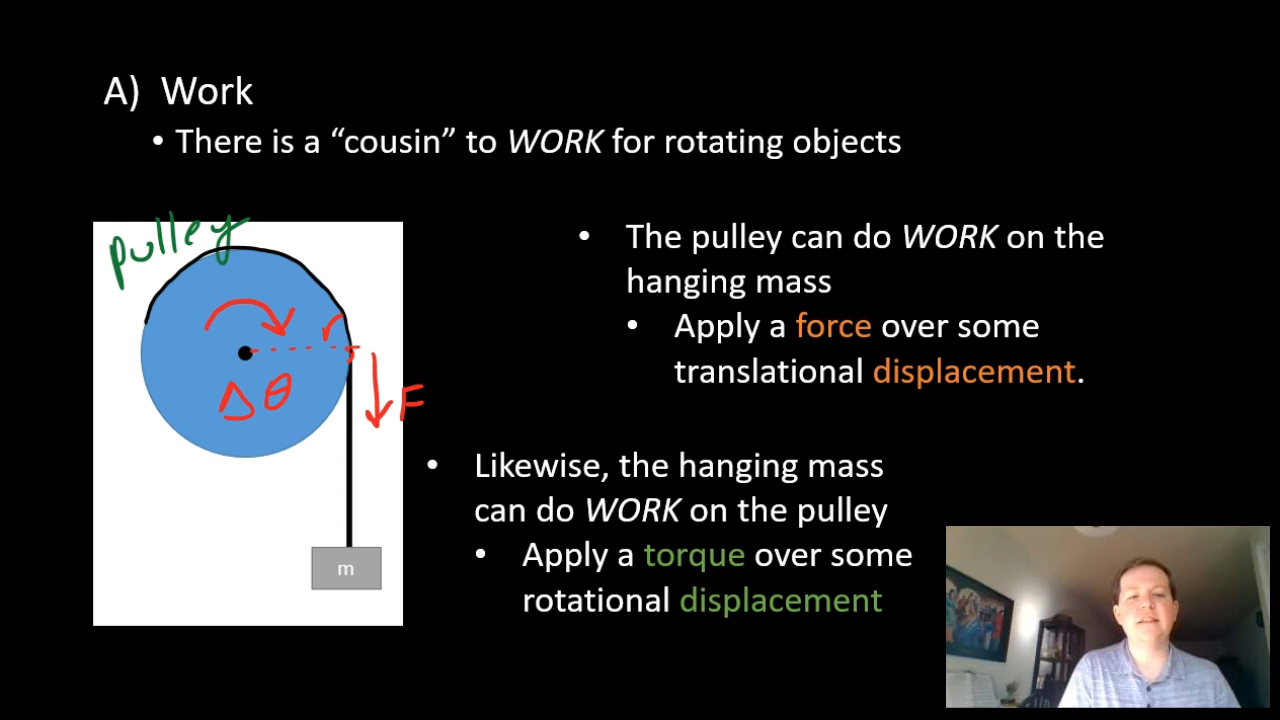 A) Work
• There is a “cousin” to WORK for rotating objects
pulley
r
Δθ
F
m
• The pulley can do WORK on the
hanging mass
• Apply a force over some
translational displacement.
• Likewise, the hanging mass
can do WORK on the pulley
• Apply a torque over some
rotational displacement